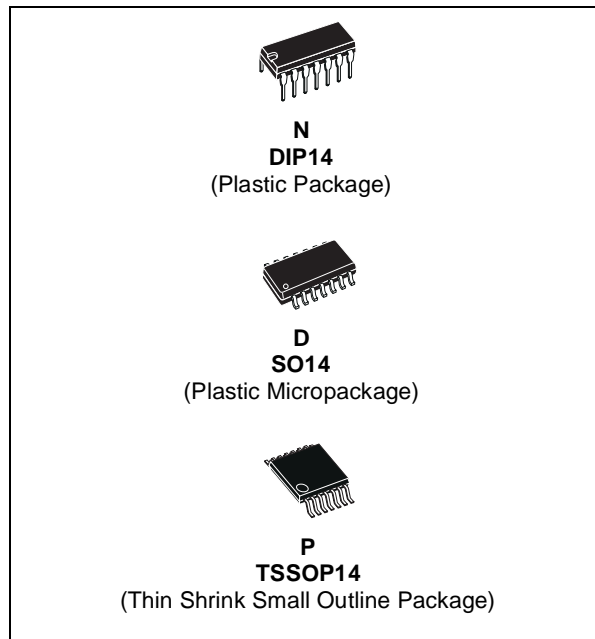 N
DIP14
(Plastic Package)
D
SO14
(Plastic Micropackage)
P
TSSOP14
(Thin Shrink Small Outline Package)